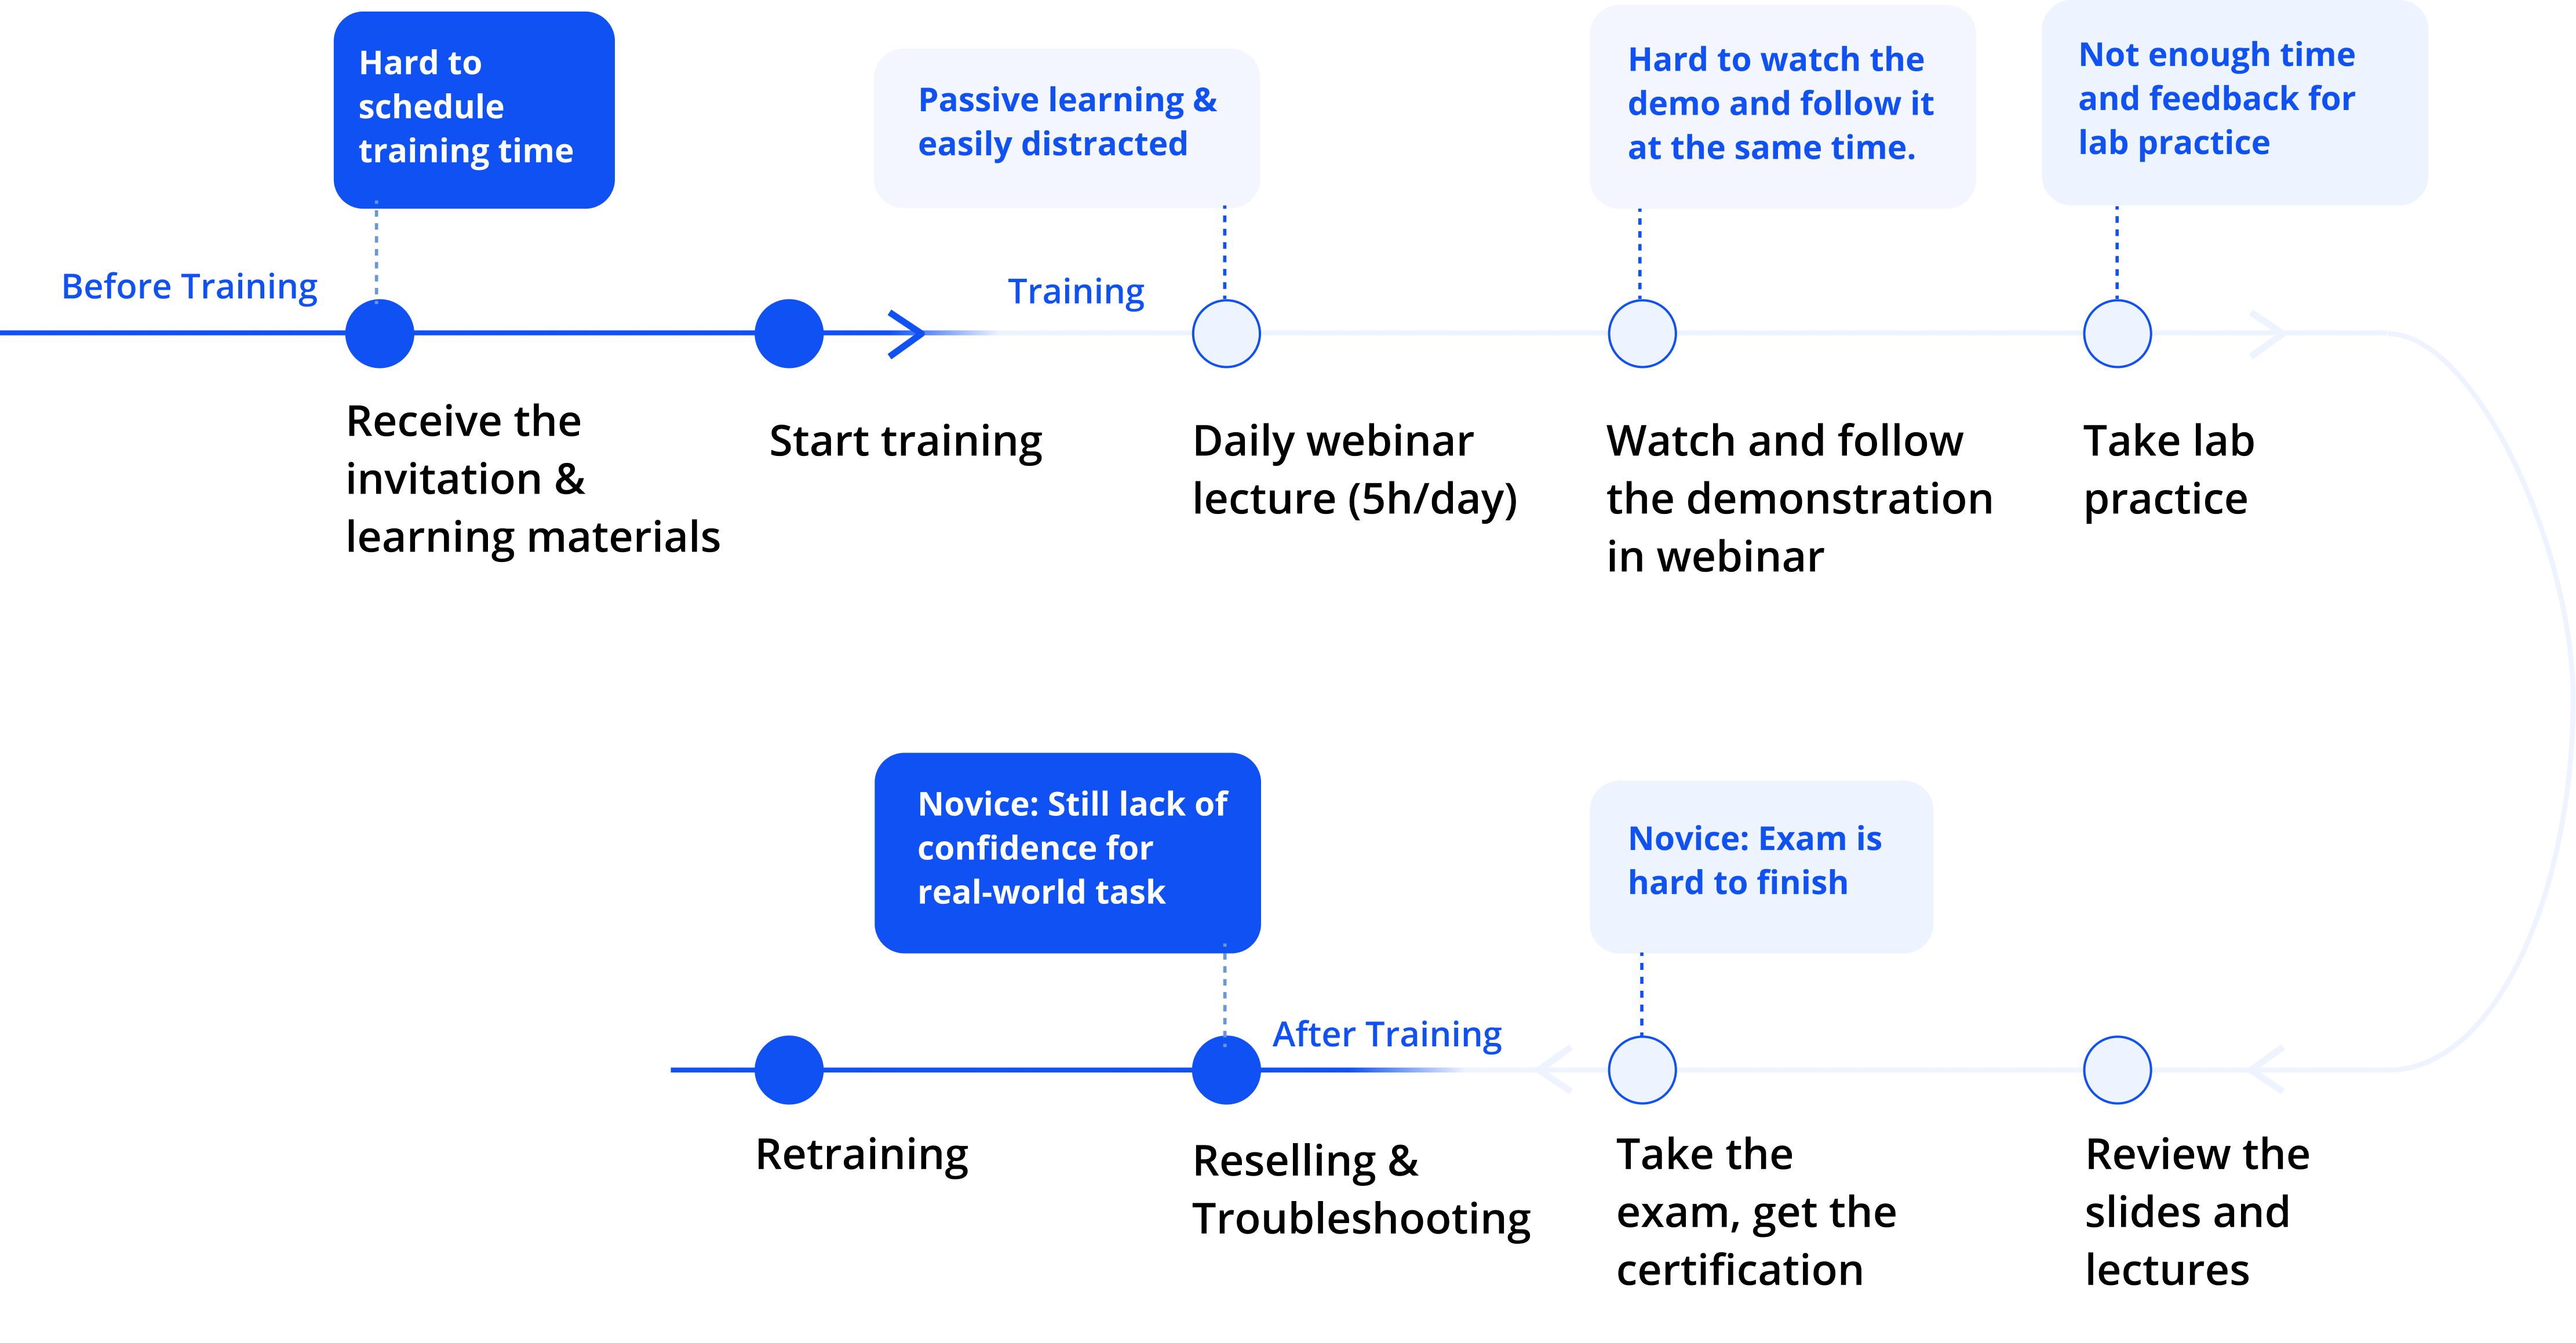 Hard to
schedule
training time
Passive learning &
easily distracted
Hard to watch the
demo and follow it
at the same time.
Not enough time
and feedback for
lab practice
Before Training
Training
Receive the
invitation &
learning materials
Start training
Daily webinar
lecture (5h/day)
Watch and follow
the demonstration
in webinar
Take lab
practice
Novice: Still lack of
confidence for
real-world task
Novice: Exam is
hard to finish
After Training
Retraining
Reselling &
Troubleshooting
Take the
exam, get the
certification
Review the
slides and
lectures